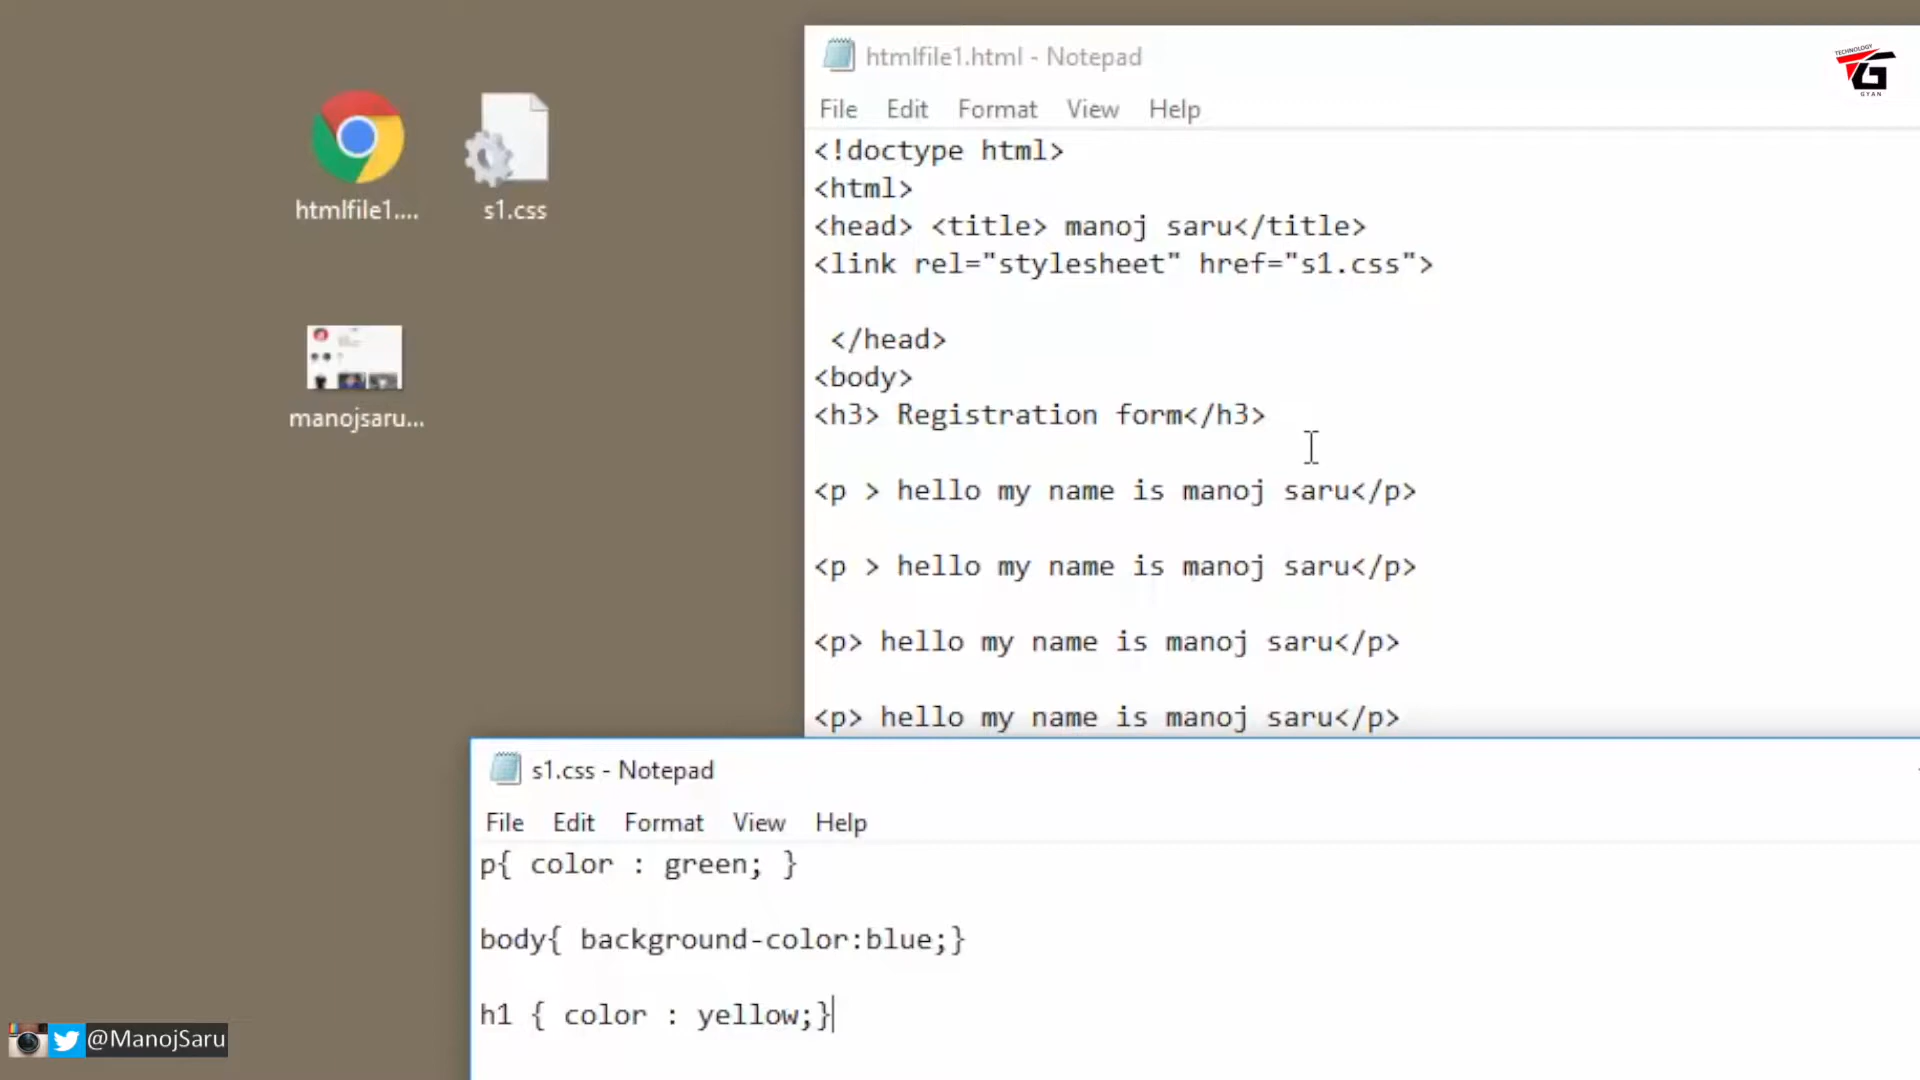 htmlfile1.html - Notepad
TECHNOLOGY
GYAN
File Edit Format View Help
<!doctype html>
<html>
<head> <title> manoj saru</title>
<link rel="stylesheet" href="s1.css">
</head>
<body>
<h3> Registration form</h3>
<p > hello my name is manoj saru</p>
<p > hello my name is manoj saru</p>
<p> hello my name is manoj saru</p>
<p> hello my name is manoj saru</p>
htmlfile1....
s1.css
manojsaru...
s1.css - Notepad
File Edit Format View Help
p{ color : green; }
body{ background-color:blue;}
h1 { color : yellow;}
@ManojSaru